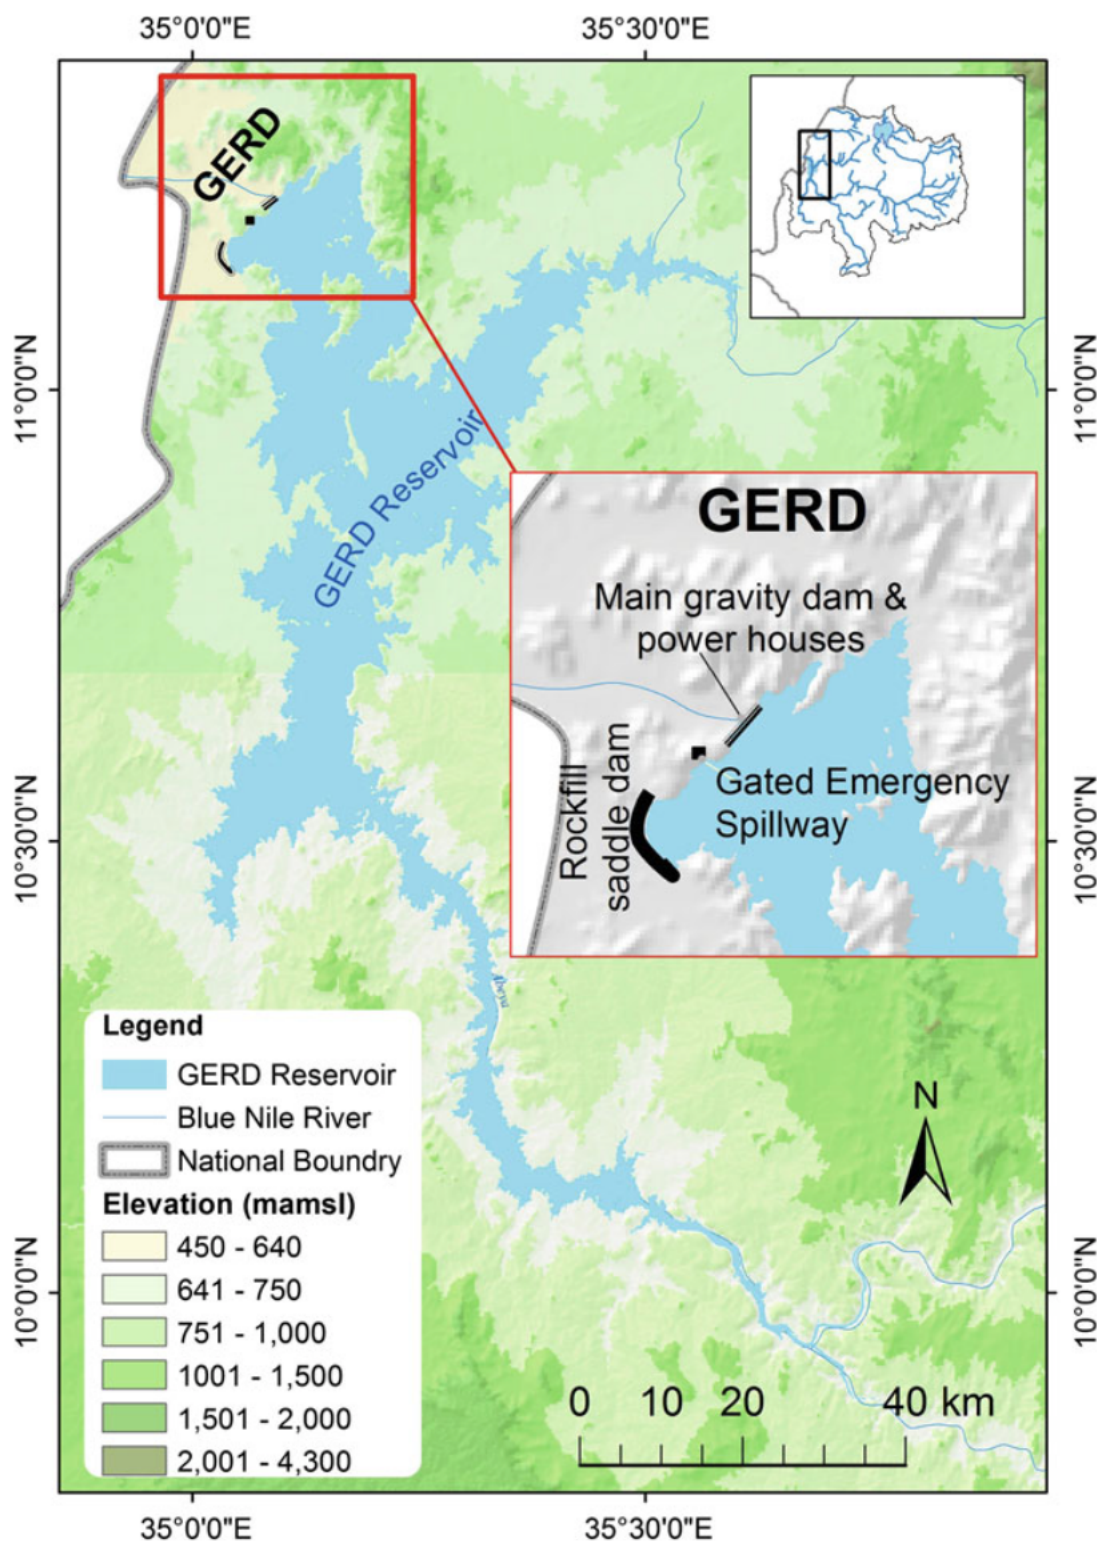 35°0'0"E
35°30'0"E
GERD
11°0'0"N
11°0'0"N
GERD Reservoir
GERD
Main gravity dam &
power houses
Gated Emergency
Spillway
Rockfill
saddle dam
10°30'0"N
10°30'0"N
Legend
GERD Reservoir
Blue Nile River
National Boundry
Elevation (mamsl)
450 - 640
641 - 750
751 - 1,000
1001 - 1,500
1,501 - 2,000
2,001 - 4,300
N
10°0'0"N
10°0'0"N
0 10 20 40 km
35°0'0"E
35°30'0"E